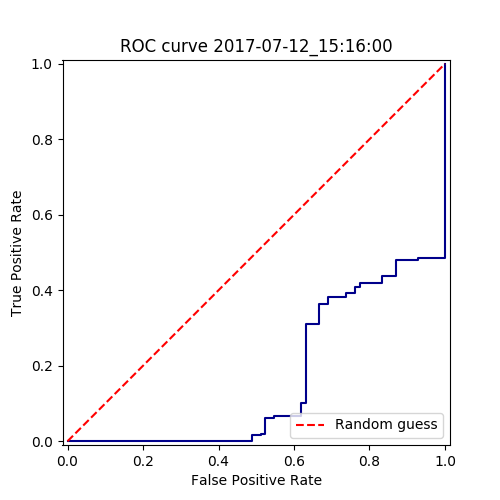 ROC curve 2017-07-12_15:16:00
True Positive Rate
1.0
0.8
0.6
0.4
0.2
0.0
Random guess
0.0 0.2 0.4 0.6 0.8 1.0
False Positive Rate